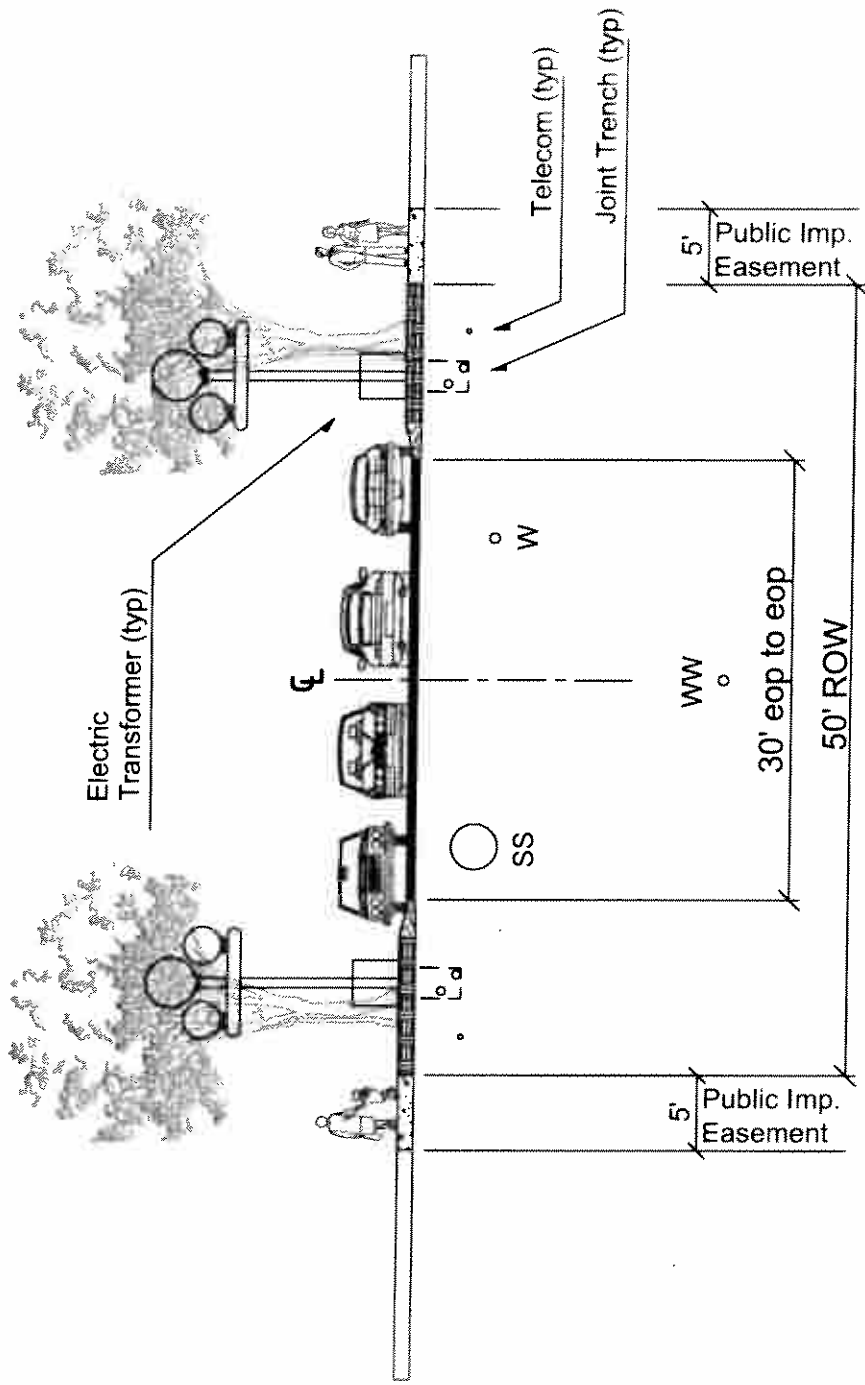 Electric
Transformer (typ)
℄
Telecom (typ)
Joint Trench (typ)
W
SS
WW
5'
Public Imp.
Easement
5'
Public Imp.
Easement
30' eop to eop
50' ROW